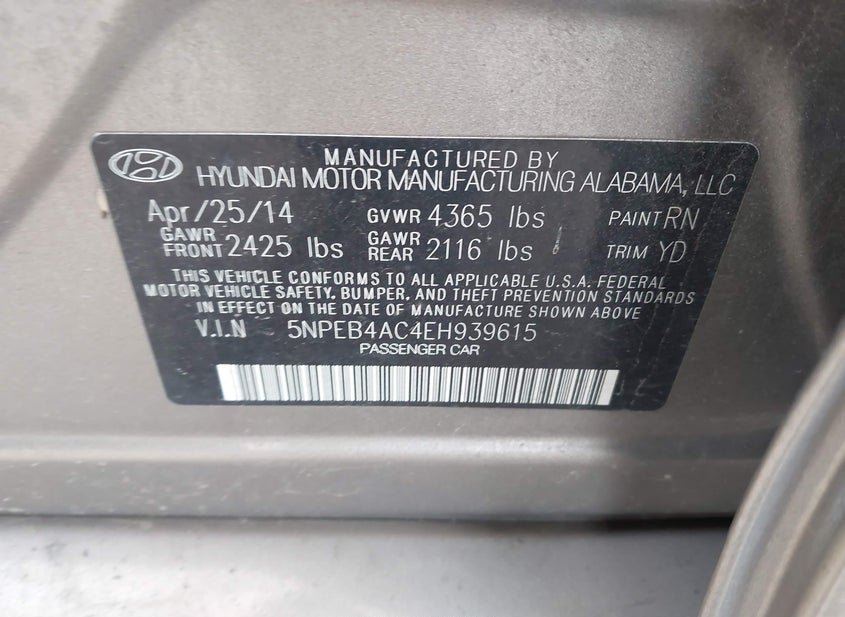 MANUFACTURED BY
HYUNDAI MOTOR MANUFACTURING ALABAMA, LLC
Apr/25/14 GVWR 4365 lbs PAINT RN
GAWR FRONT 2425 lbs GAWR REAR 2116 lbs TRIM YD
THIS VEHICLE CONFORMS TO ALL APPLICABLE U.S.A. FEDERAL
MOTOR VEHICLE SAFETY, BUMPER, AND THEFT PREVENTION STANDARDS
IN EFFECT ON THE DATE OF MANUFACTURE SHOWN ABOVE
V.I.N 5NPEB4AC4EH939615
PASSENGER CAR